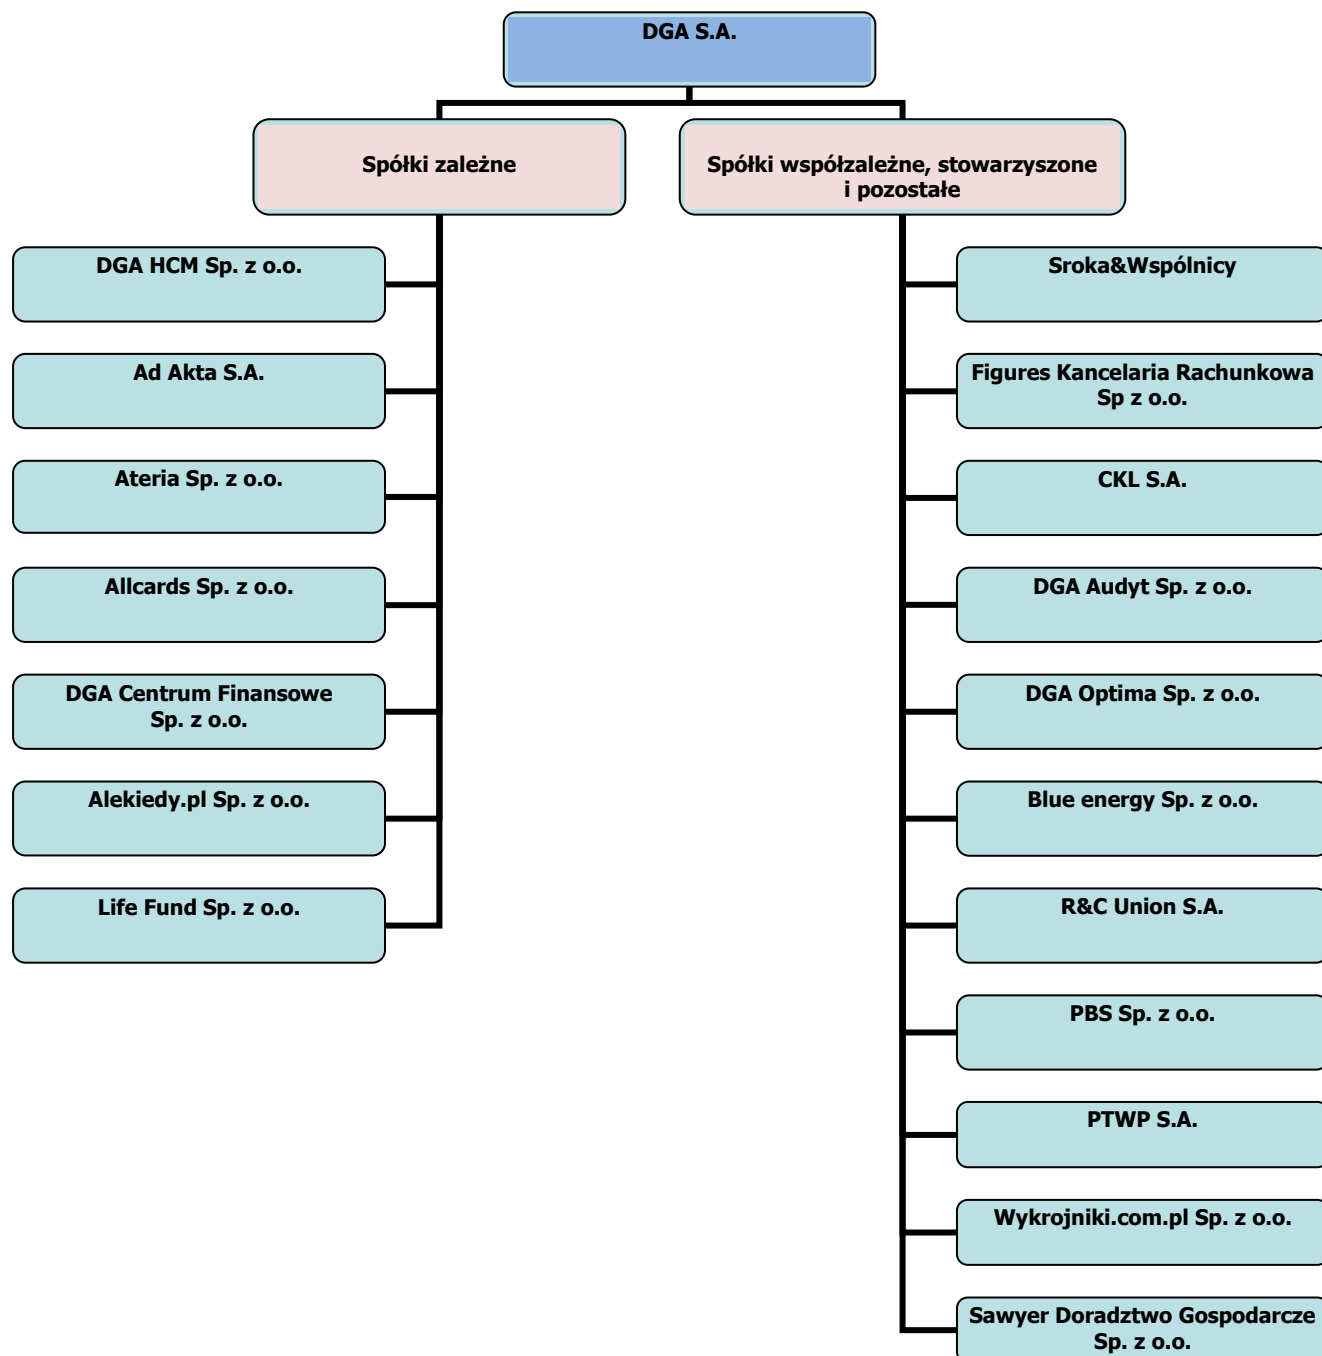 DGA S.A.
Spółki zależne
Spółki współzależne, stowarzyszone
i pozostałe
DGA HCM Sp. z o.o.
Ad Akta S.A.
Ateria Sp. z o.o.
Allcards Sp. z o.o.
DGA Centrum Finansowe
Sp. z o.o.
Alekiedy.pl Sp. z o.o.
Life Fund Sp. z o.o.
Sroka&Wspólnicy
Figures Kancelaria Rachunkowa
Sp z o.o.
CKL S.A.
DGA Audyt Sp. z o.o.
DGA Optima Sp. z o.o.
Blue energy Sp. z o.o.
R&C Union S.A.
PBS Sp. z o.o.
PTWP S.A.
Wykrojniki.com.pl Sp. z o.o.
Sawyer Doradztwo Gospodarcze
Sp. z o.o.